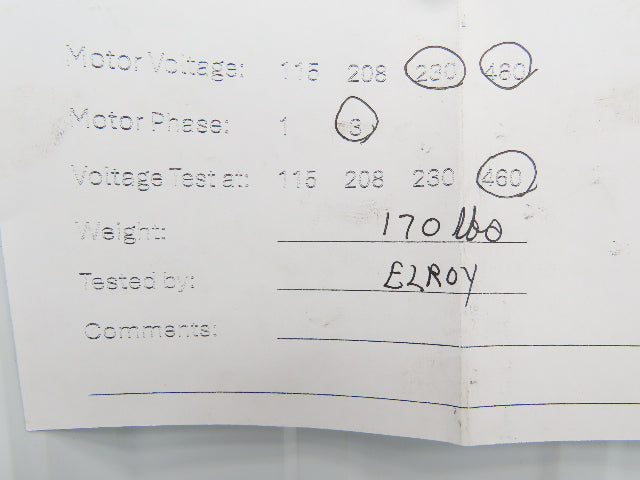 Motor Voltage: 115 208 230 460
Motor Phase: 1 3
Voltage Test at: 115 208 230 460
Weight: 170 lbs
Tested by: ELROY
Comments: